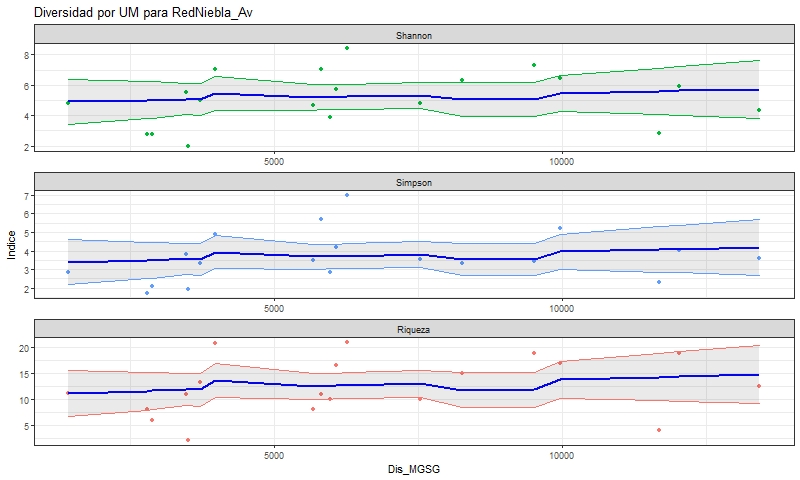 Diversidad por UM para RedNiebla_Av
Shannon
8
6
4
2
5000 10000
Simpson
7
6
5
4
3
2
5000 10000
Indice
Riqueza
20
15
10
5
5000 10000
Dis_MGSG